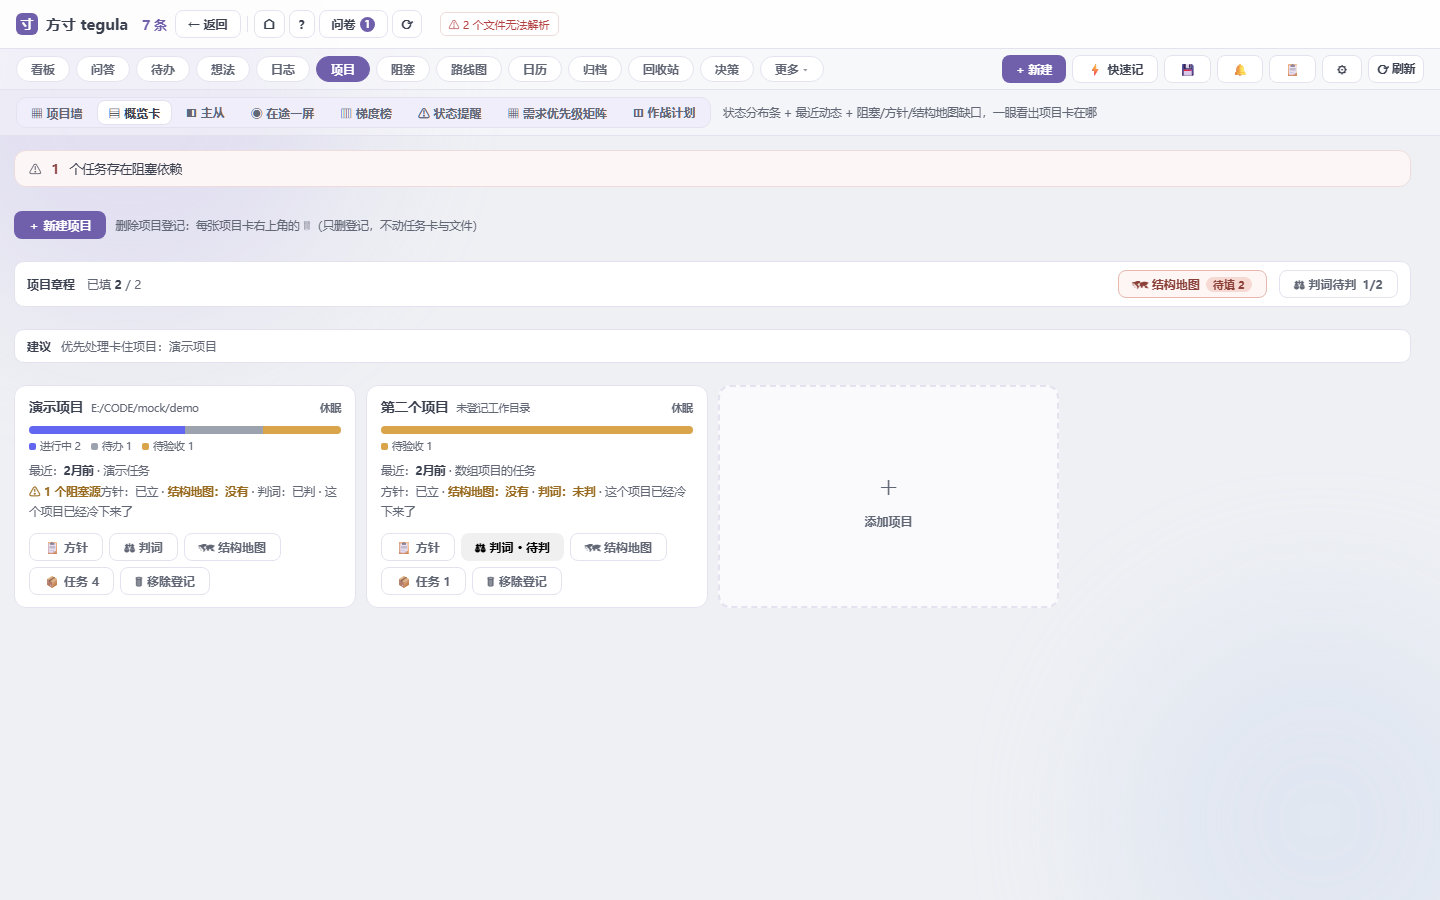 寸 方寸 tegula 7 条 ← 返回 ? 问卷 1 ⟳ ⚠ 2 个文件无法解析
看板 问答 待办 想法 日志 项目 阻塞 路线图 日历 归档 回收站 决策 更多 + 新建 快速记 ⟳ 刷新
项目墙 概览卡 主从 在途一屏 梯度榜 ⚠ 状态提醒 需求优先级矩阵 作战计划 状态分布条 + 最近动态 + 阻塞/方针/结构地图缺口，一眼看出项目卡在哪
⚠ 1 个任务存在阻塞依赖
+ 新建项目 删除项目登记：每张项目卡右上角的 🗑（只删登记，不动任务卡与文件）
项目章程 已填 2 / 2 结构地图 待填 2 判词待判 1/2
建议 优先处理卡住项目：演示项目
演示项目 E:/CODE/mock/demo 休眠
进行中 2 待办 1 待验收 1
最近：2月前 · 演示任务
⚠ 1 个阻塞源方针：已立 · 结构地图：没有 · 判词：已判 · 这
个项目已经冷下来了
方针 判词 结构地图
任务 4 移除登记
第二个项目 未登记工作目录 休眠
待验收 1
最近：2月前 · 数组项目的任务
方针：已立 · 结构地图：没有 · 判词：未判 · 这个项目已经冷
下来了
方针 判词 · 待判 结构地图
任务 1 移除登记
+
添加项目